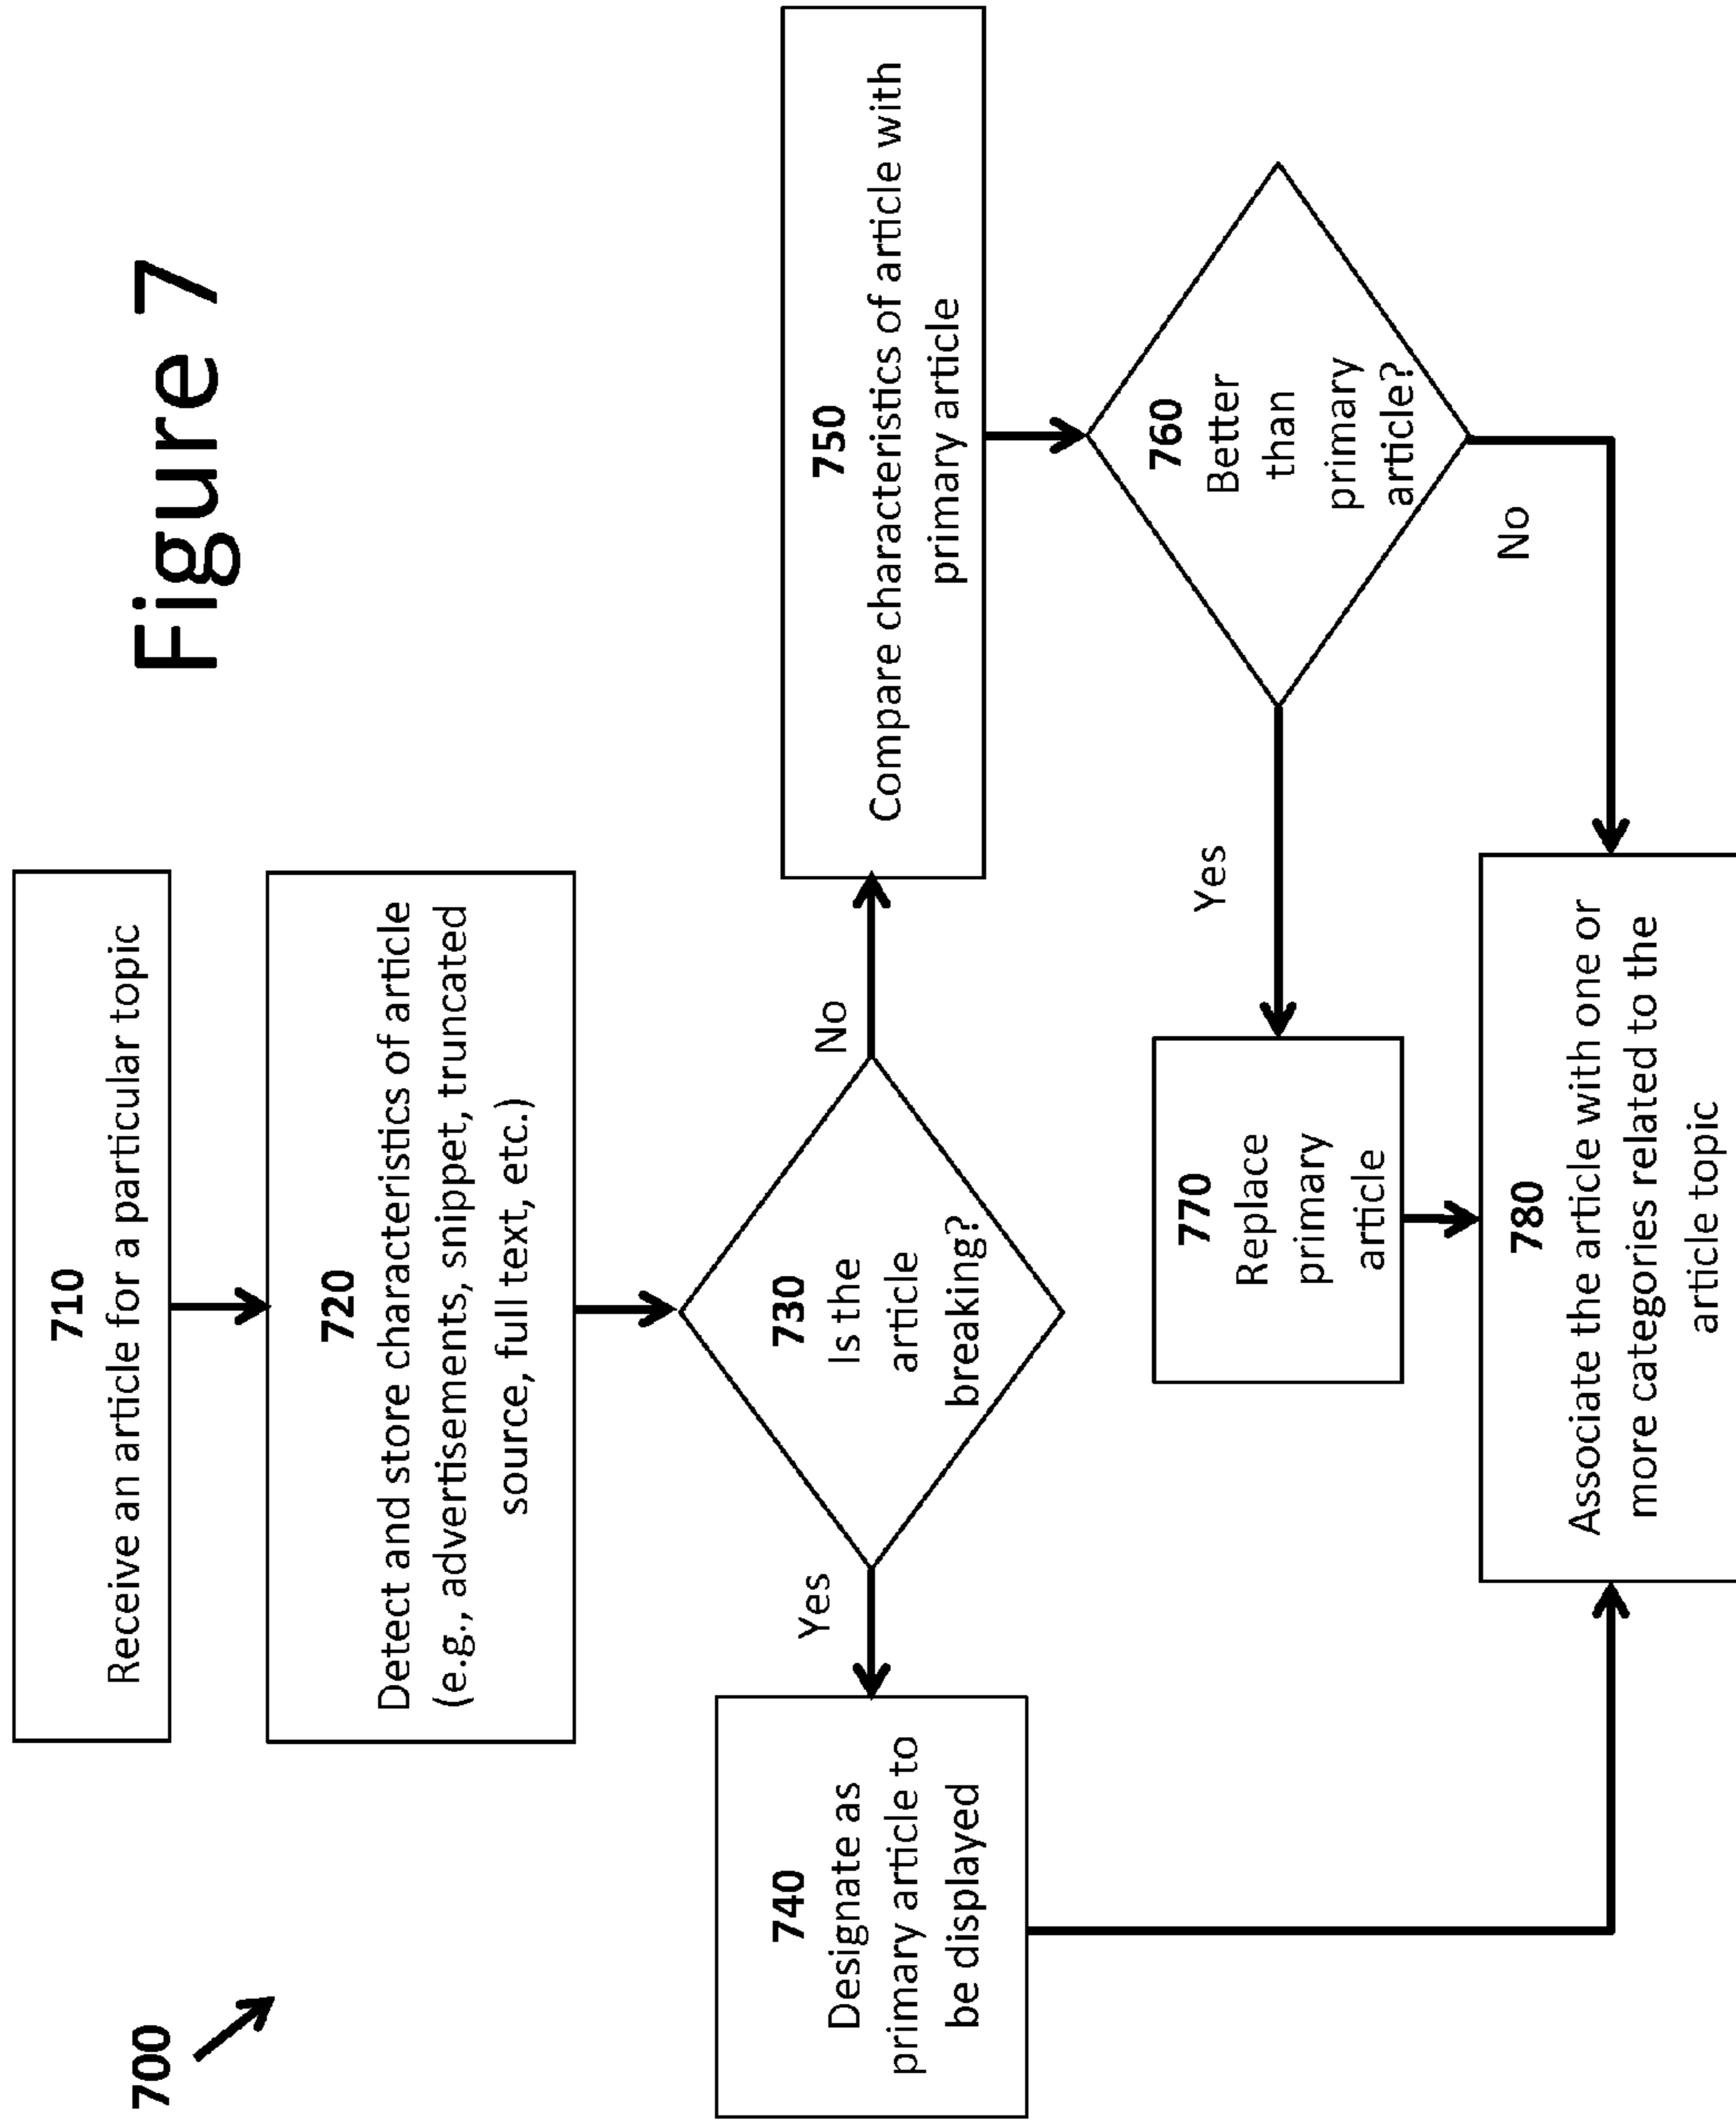 Figure 7
700
710
Receive an article for a particular topic
720
Detect and store characteristics of article
(e.g., advertisements, snippet, truncated
source, full text, etc.)
730
Is the
article
breaking?
Yes
No
740
Designate as
primary article to
be displayed
750
Compare characteristics of article with
primary article
760
Better
than
primary
article?
Yes
No
770
Replace
primary
article
780
Associate the article with one or
more categories related to the
article topic